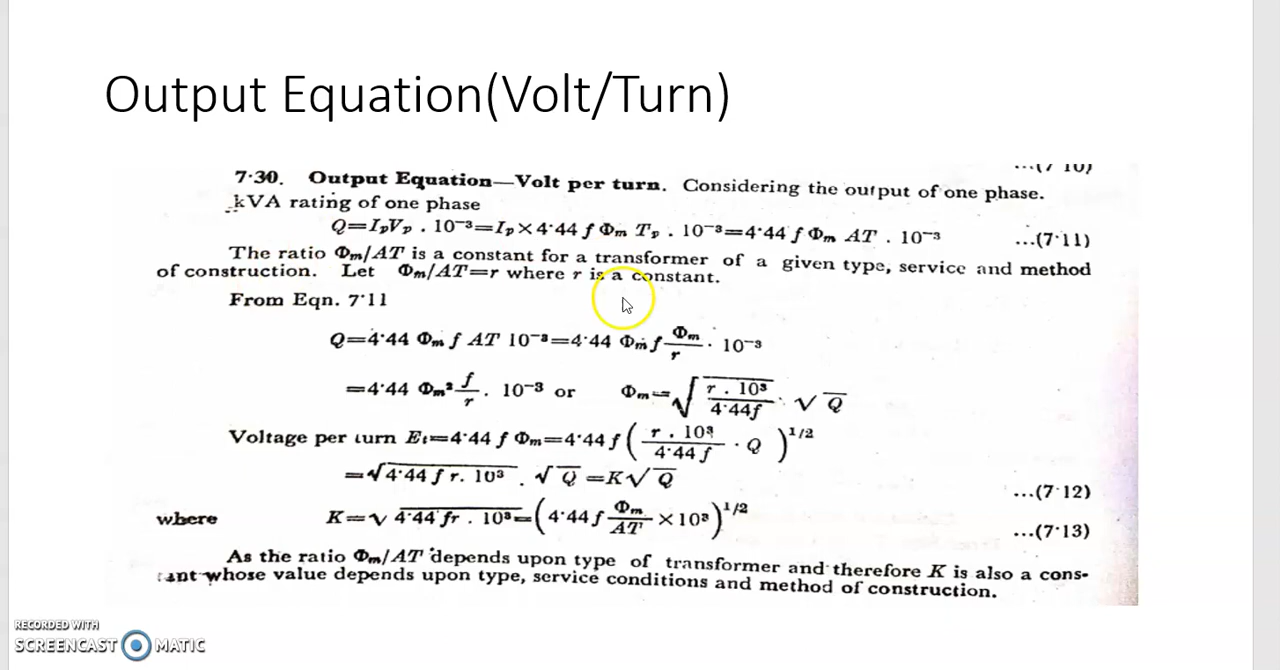 Output Equation(Volt/Turn)
7·30. Output Equation—Volt per turn. Considering the output of one phase.
kVA rating of one phase
Q=IₚVₚ . 10⁻³=Iₚ×4·44 f Φₘ Tₚ . 10⁻³=4·44 f Φₘ AT . 10⁻³ ...(7·11)
The ratio Φₘ/AT is a constant for a transformer of a given type, service and method
of construction. Let Φₘ/AT=r where r is a constant.
From Eqn. 7·11
Q=4·44 Φₘ f AT 10⁻³=4·44 Φₘ f Φₘ/r . 10⁻³
=4·44 Φₘ² f/r . 10⁻³ or Φₘ=√(r . 10³/4·44f) . √Q
Voltage per turn Eₜ=4·44 f Φₘ=4·44 f (r . 10³/4·44 f . Q)^1/2
=√4·44 f r. 10³ . √Q =K√Q ...(7·12)
where K=√4·44 fr . 10³=(4·44 f Φₘ/AT ×10³)^1/2 ...(7·13)
As the ratio Φₘ/AT depends upon type of transformer and therefore K is also a cons-
tant whose value depends upon type, service conditions and method of construction.
RECORDED WITH
SCREENCAST MATIC